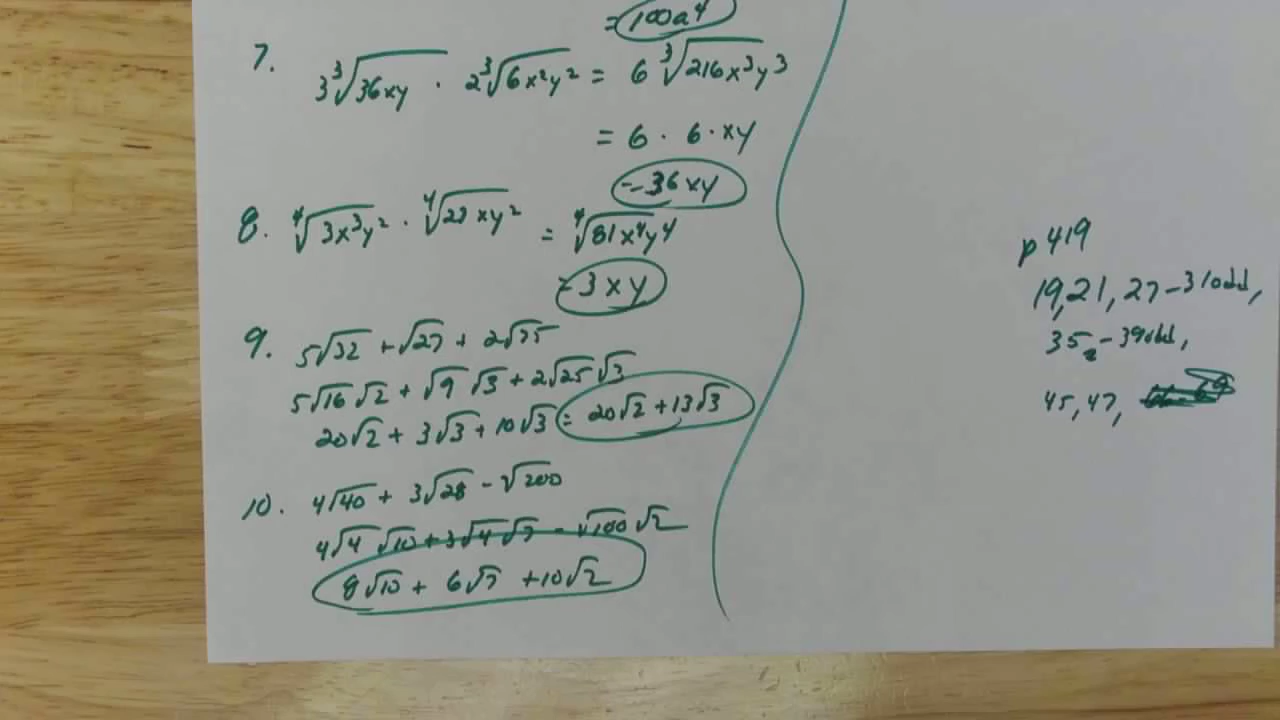 = 100a⁴
7. 3∛36xy · 2∛6x²y² = 6 ∛216x³y³
= 6 · 6 · xy
= 36xy
8. ∜3x³y² · ∜27xy² = ∜81x⁴y⁴
= 3xy
9. 5√32 + √27 + 2√75
5√16 √2 + √9 √3 + 2√25 √3
20√2 + 3√3 + 10√3 = 20√2 + 13√3
10. 4√40 + 3√28 - √200
4√4 √10 + 3√4 √7 - √100 √2
8√10 + 6√7 + 10√2
p 419
19, 21, 27-31 odd,
35-39 odd,
45, 47,